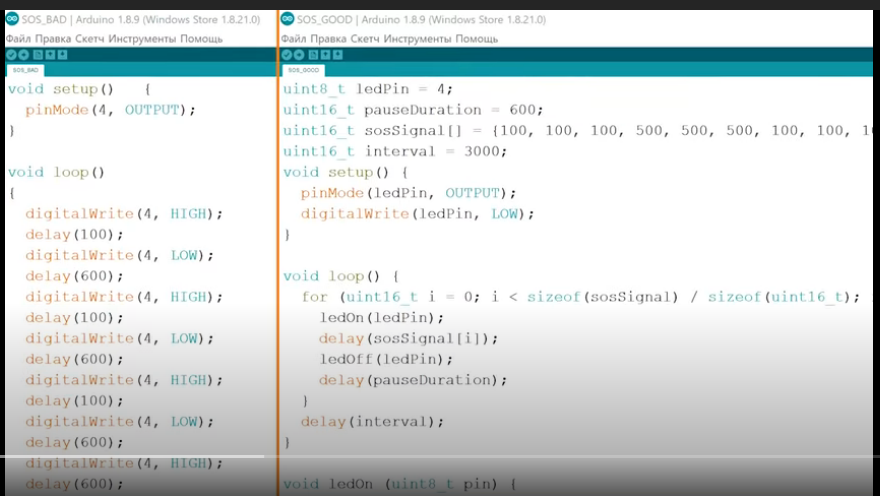 SOS_BAD | Arduino 1.8.9 (Windows Store 1.8.21.0)
Файл Правка Скетч Инструменты Помощь
SOS_BAD
void setup()   {
  pinMode(4, OUTPUT);
}

void loop()
{
  digitalWrite(4, HIGH);
  delay(100);
  digitalWrite(4, LOW);
  delay(600);
  digitalWrite(4, HIGH);
  delay(100);
  digitalWrite(4, LOW);
  delay(600);
  digitalWrite(4, HIGH);
  delay(100);
  digitalWrite(4, LOW);
  delay(600);
  digitalWrite(4, HIGH);
  delay(600);
SOS_GOOD | Arduino 1.8.9 (Windows Store 1.8.21.0)
Файл Правка Скетч Инструменты Помощь
SOS_GOOD
uint8_t ledPin = 4;
uint16_t pauseDuration = 600;
uint16_t sosSignal[] = {100, 100, 100, 500, 500, 500, 100, 100, 1
uint16_t interval = 3000;
void setup() {
  pinMode(ledPin, OUTPUT);
  digitalWrite(ledPin, LOW);
}

void loop() {
  for (uint16_t i = 0; i < sizeof(sosSignal) / sizeof(uint16_t);
    ledOn(ledPin);
    delay(sosSignal[i]);
    ledOff(ledPin);
    delay(pauseDuration);
  }
  delay(interval);
}

void ledOn (uint8_t pin) {